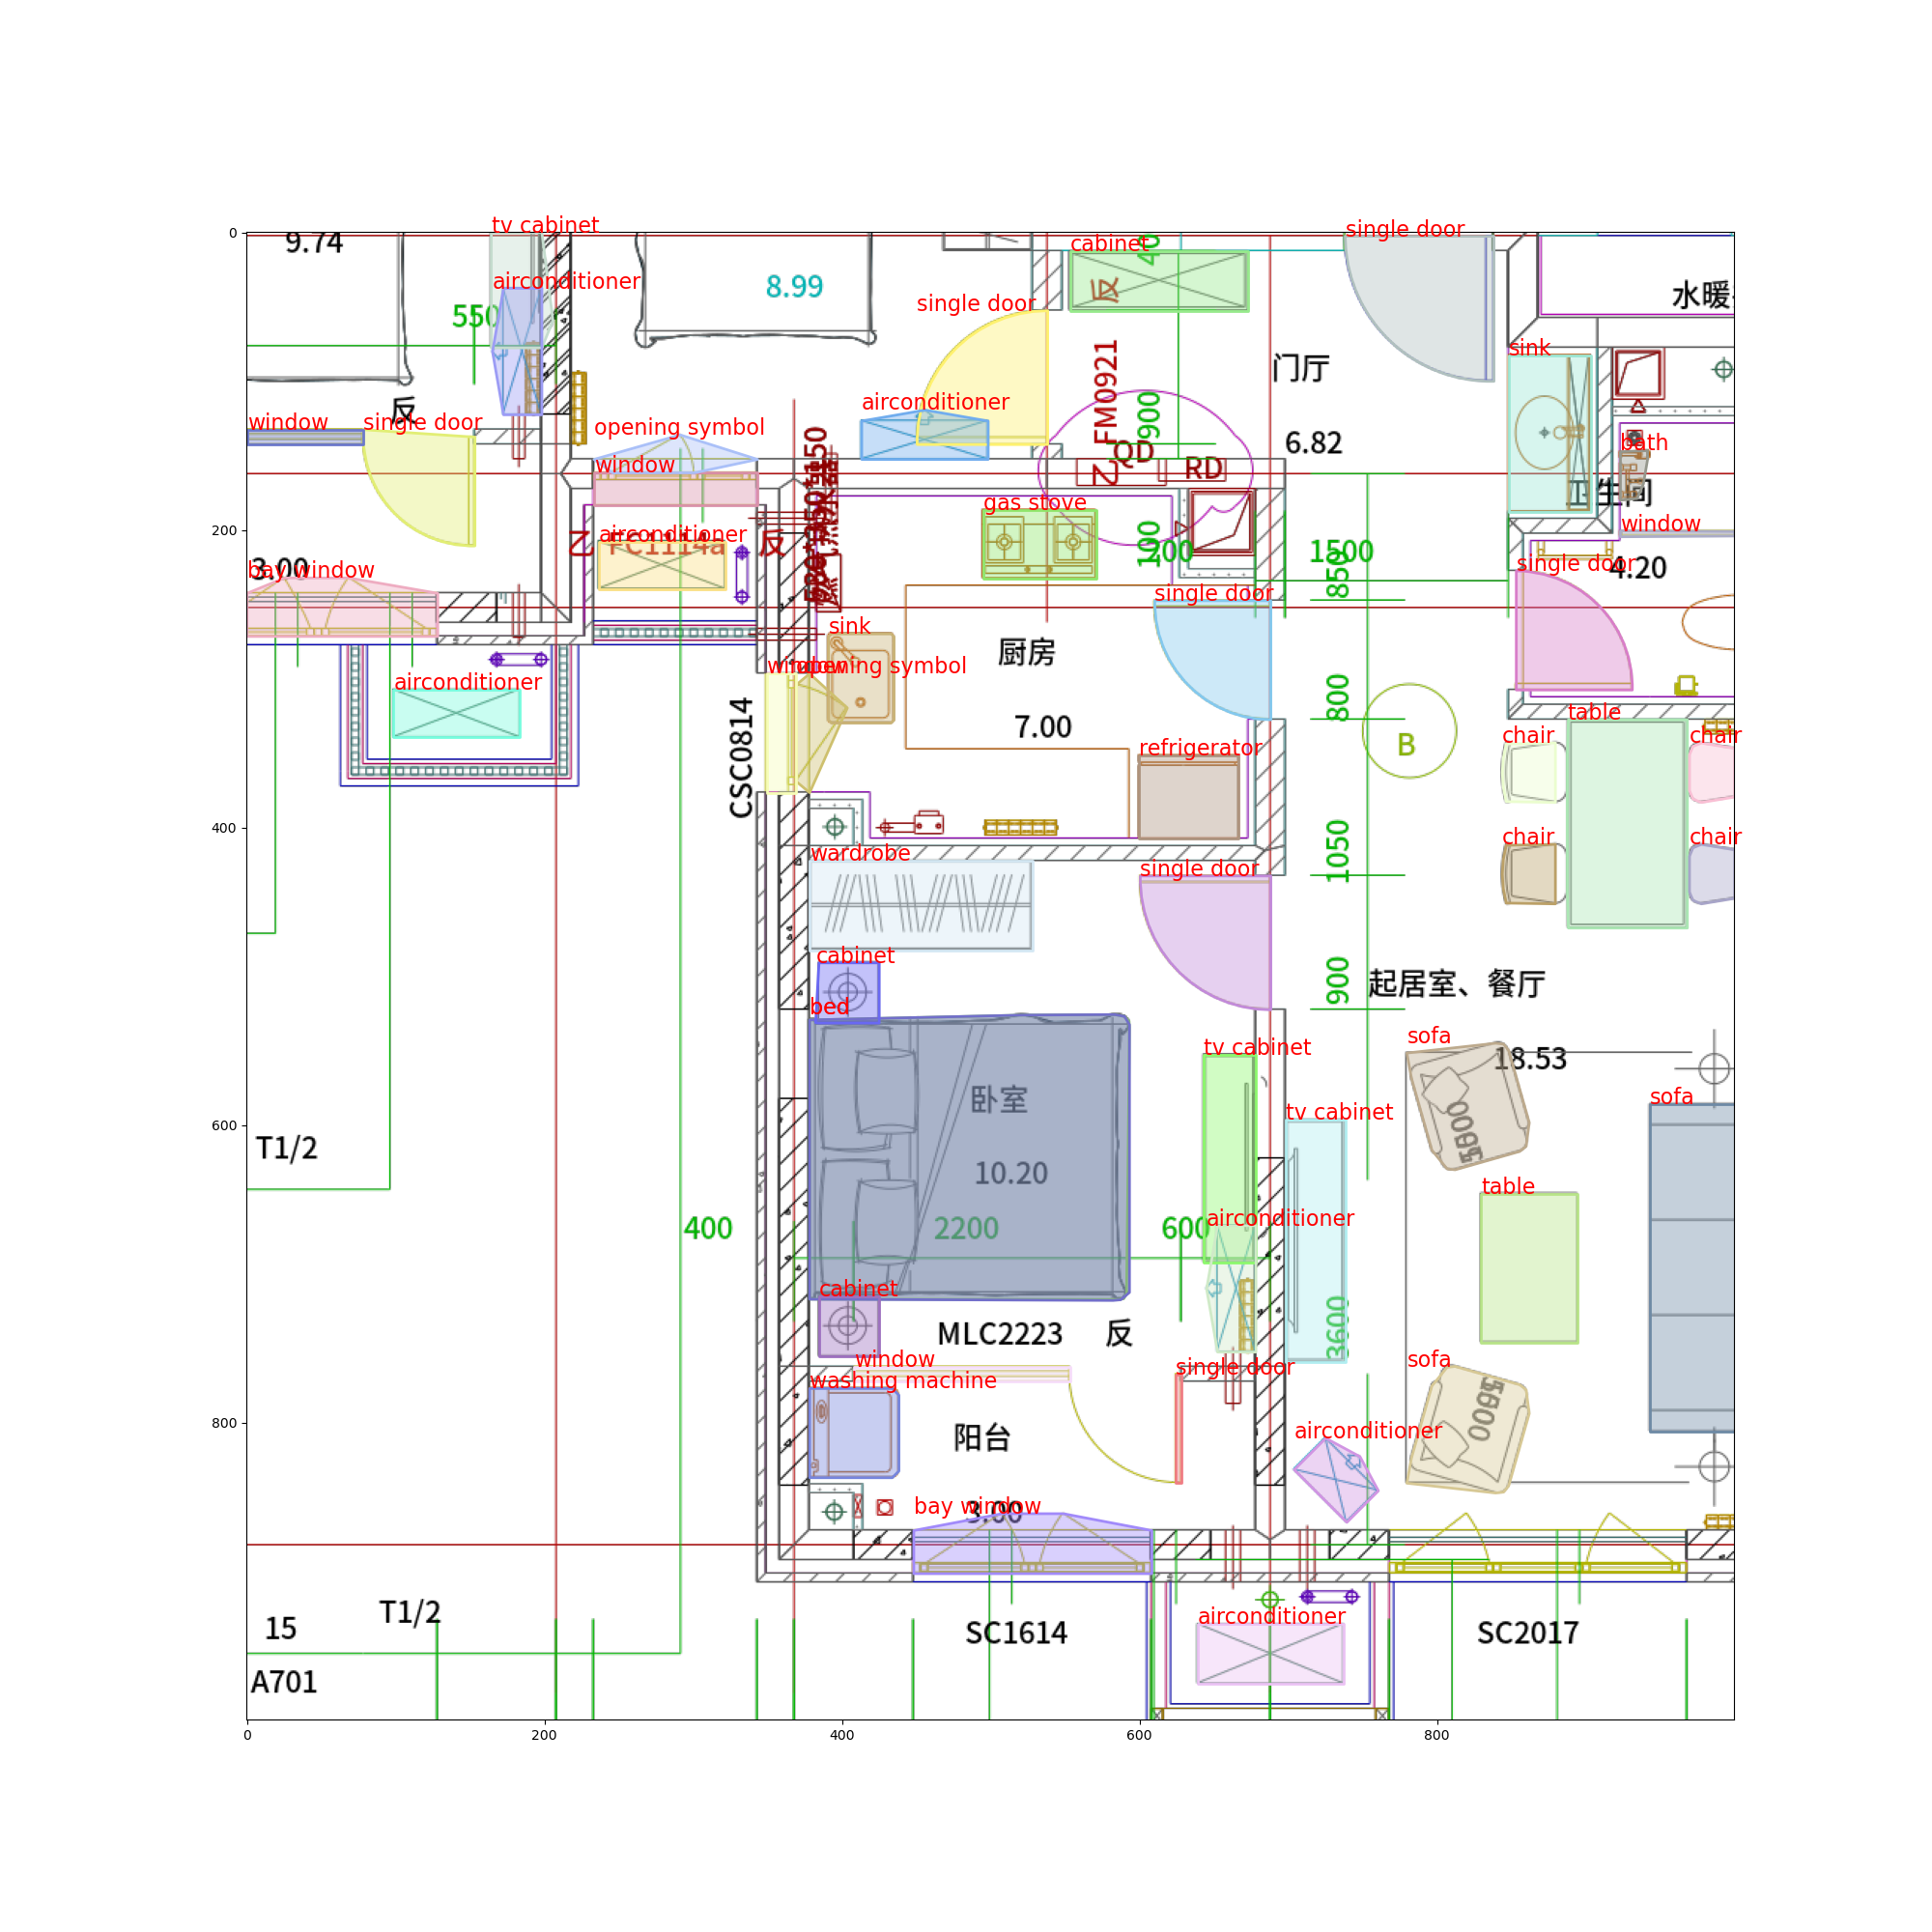 tv cabinet
single door
0
9.74
cabinet
40
airconditioner
8.99
反
水暖
single door
550
FM0921
sink
门厅
反
airconditioner
900
window
single door
opening symbol
6.82
bath
QD
乙
RD
window
卫生间
gas stove
200
window
airconditioner
乙
FC1114a
反
100
200
1500
3.00
bay window
single door
4.20
850
single door
sink
厨房
window
opening symbol
airconditioner
800
CSC0814
7.00
table
chair
chair
B
refrigerator
400
1050
chair
chair
wardrobe
single door
cabinet
900
起居室、餐厅
bed
sofa
tv cabinet
18.53
卧室
sofa
tv cabinet
600
T1/2
5600
10.20
table
400
2200
600
airconditioner
cabinet
3600
MLC2223
反
window
single door
sofa
washing machine
5600
800
阳台
airconditioner
bay window
3.00
T1/2
15
SC1614
airconditioner
SC2017
A701
0
200
400
600
800